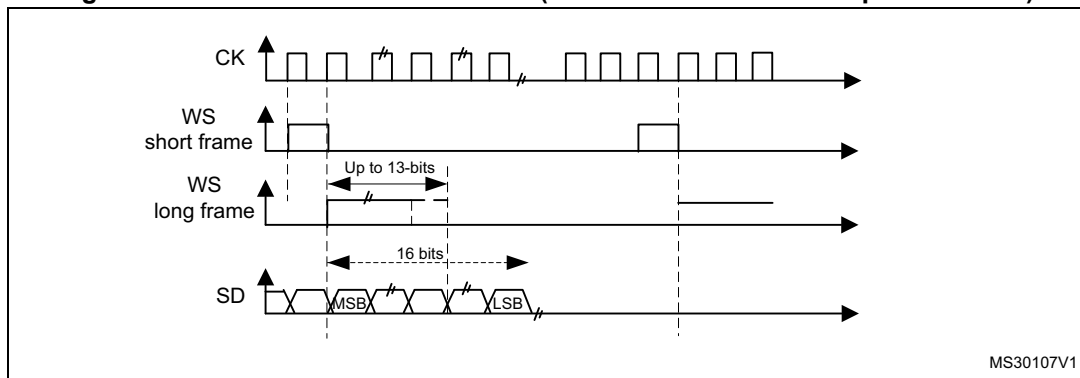 CK
WS
short frame
Up to 13-bits
WS
long frame
16 bits
SD
MSB
LSB
MS30107V1